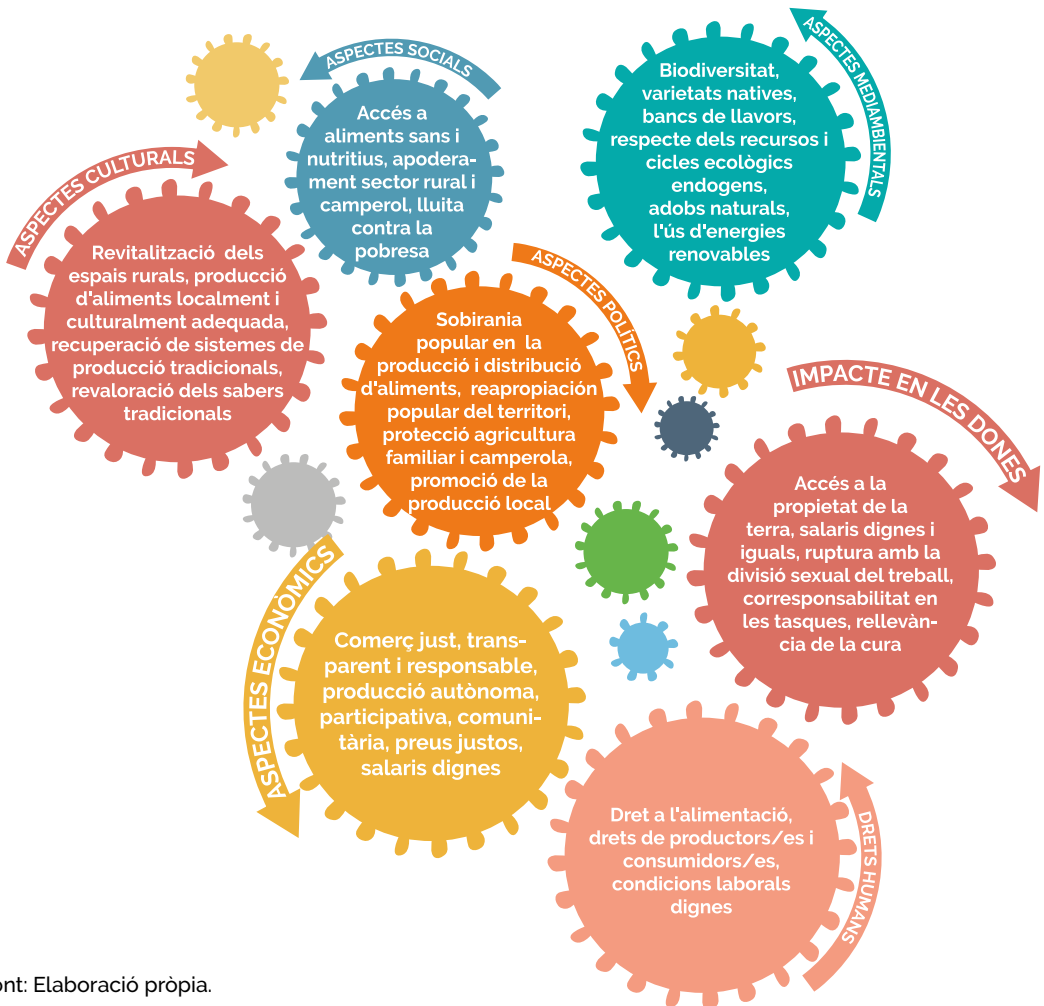 ASPECTES SOCIALS
Accés a
aliments sans i
nutritius, apodera-
ment sector rural i
camperol, lluita
contra la
pobresa
ASPECTES MEDIAMBIENTALS
Biodiversitat,
varietats natives,
bancs de llavors,
respecte dels recursos i
cicles ecològics
endogens,
adobs naturals,
l'ús d'energies
renovables
ASPECTES CULTURALS
Revitalització dels
espais rurals, producció
d'aliments localment i
culturalment adequada,
recuperació de sistemes de
producció tradicionals,
revaloració dels sabers
tradicionals
ASPECTES POLÍTICS
Sobirania
popular en la
producció i distribució
d'aliments, reapropiación
popular del territori,
protecció agricultura
familiar i camperola,
promoció de la
producció local
IMPACTE EN LES DONES
Accés a la
propietat de la
terra, salaris dignes i
iguals, ruptura amb la
divisió sexual del treball,
corresponsabilitat en
les tasques, rellevàn-
cia de la cura
ASPECTES ECONÒMICS
Comerç just, trans-
parent i responsable,
producció autònoma,
participativa, comuni-
tària, preus justos,
salaris dignes
DRETS HUMANS
Dret a l'alimentació,
drets de productors/es i
consumidors/es,
condicions laborals
dignes
ont: Elaboració pròpia.